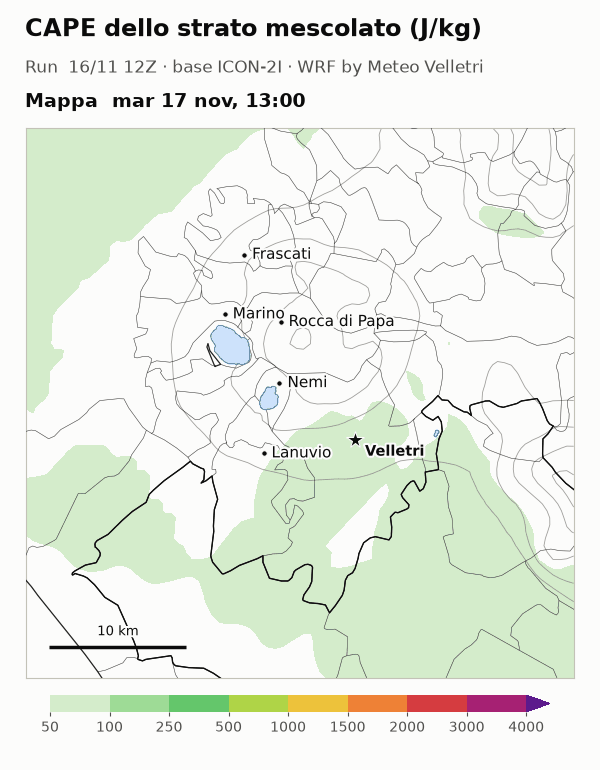 CAPE dello strato mescolato (J/kg)
Run  16/11 12Z · base ICON-2I · WRF by Meteo Velletri
Mappa  mar 17 nov, 13:00
Frascati
Marino
Rocca di Papa
Nemi
Lanuvio
Velletri
10 km
50 100 250 500 1000 1500 2000 3000 4000